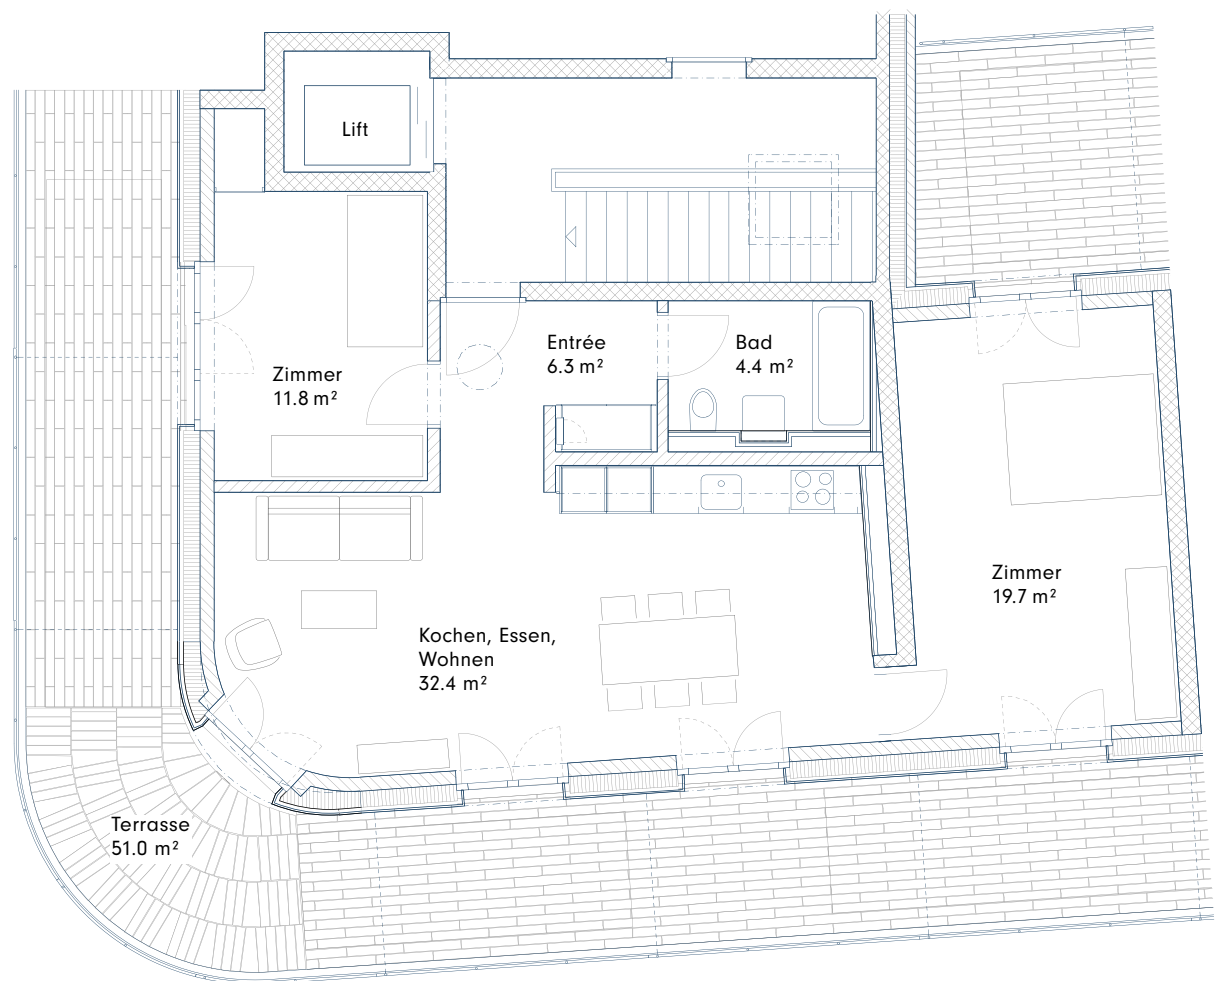 Lift
Entrée
6.3 m²
Bad
4.4 m²
Zimmer
11.8 m²
Zimmer
19.7 m²
Kochen, Essen,
Wohnen
32.4 m²
Terrasse
51.0 m²